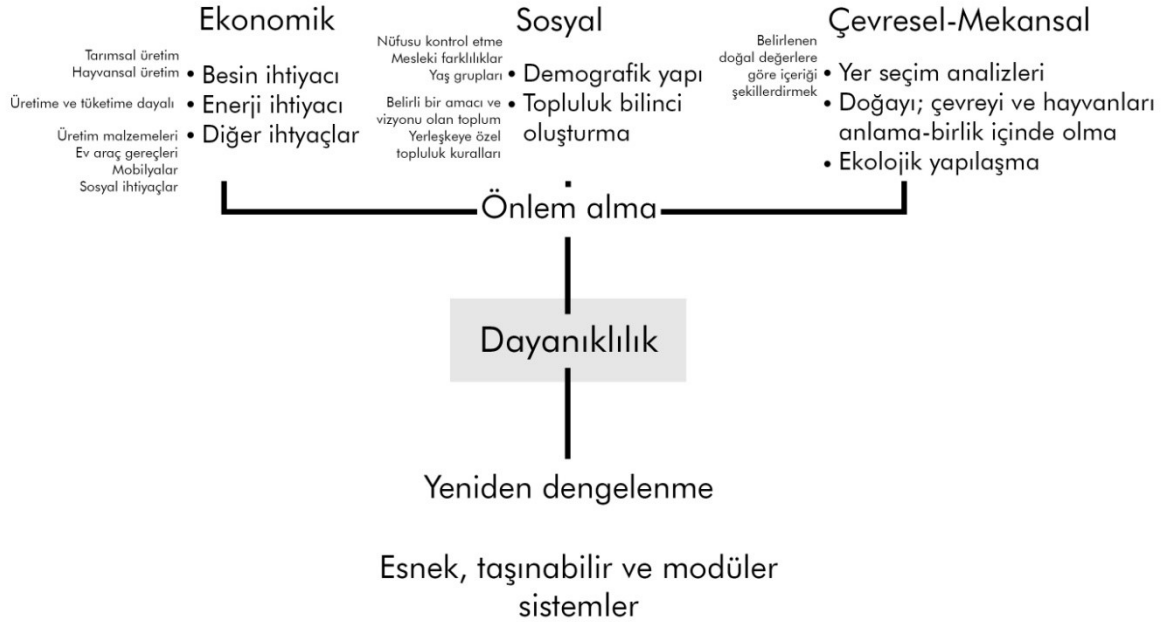 Ekonomik
Tarımsal üretim
Hayvansal üretim
• Besin ihtiyacı
Üretime ve tüketime dayalı
• Enerji ihtiyacı
Üretim malzemeleri
Ev araç gereçleri
Mobilyalar
Sosyal ihtiyaçlar
• Diğer ihtiyaçlar
Sosyal
Nüfusu kontrol etme
Mesleki farklılıklar
Yaş grupları
• Demografik yapı
Belirli bir amacı ve
vizyonu olan toplum
Yerleşkeye özel
topluluk kuralları
• Topluluk bilinci
oluşturma
Çevresel-Mekansal
Belirlenen
doğal değerlere
göre içeriği
şekillerdirmek
• Yer seçim analizleri
• Doğayı; çevreyi ve hayvanları
anlama-birlik içinde olma
• Ekolojik yapılaşma
Önlem alma
Dayanıklılık
Yeniden dengelenme
Esnek, taşınabilir ve modüler
sistemler